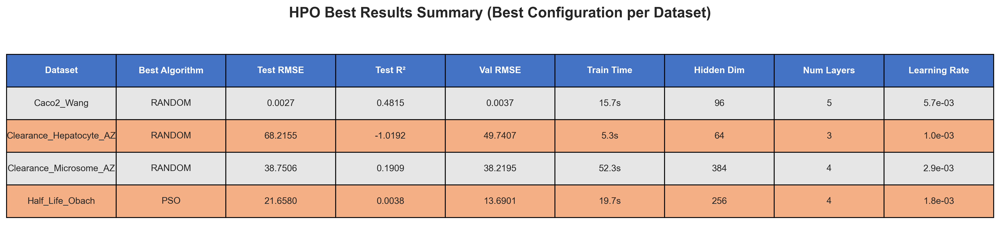 HPO Best Results Summary (Best Configuration per Dataset)
Dataset Best Algorithm Test RMSE Test R² Val RMSE Train Time Hidden Dim Num Layers Learning Rate
Caco2_Wang RANDOM 0.0027 0.4815 0.0037 15.7s 96 5 5.7e-03
Clearance_Hepatocyte_AZ RANDOM 68.2155 -1.0192 49.7407 5.3s 64 3 1.0e-03
Clearance_Microsome_AZ RANDOM 38.7506 0.1909 38.2195 52.3s 384 4 2.9e-03
Half_Life_Obach PSO 21.6580 0.0038 13.6901 19.7s 256 4 1.8e-03